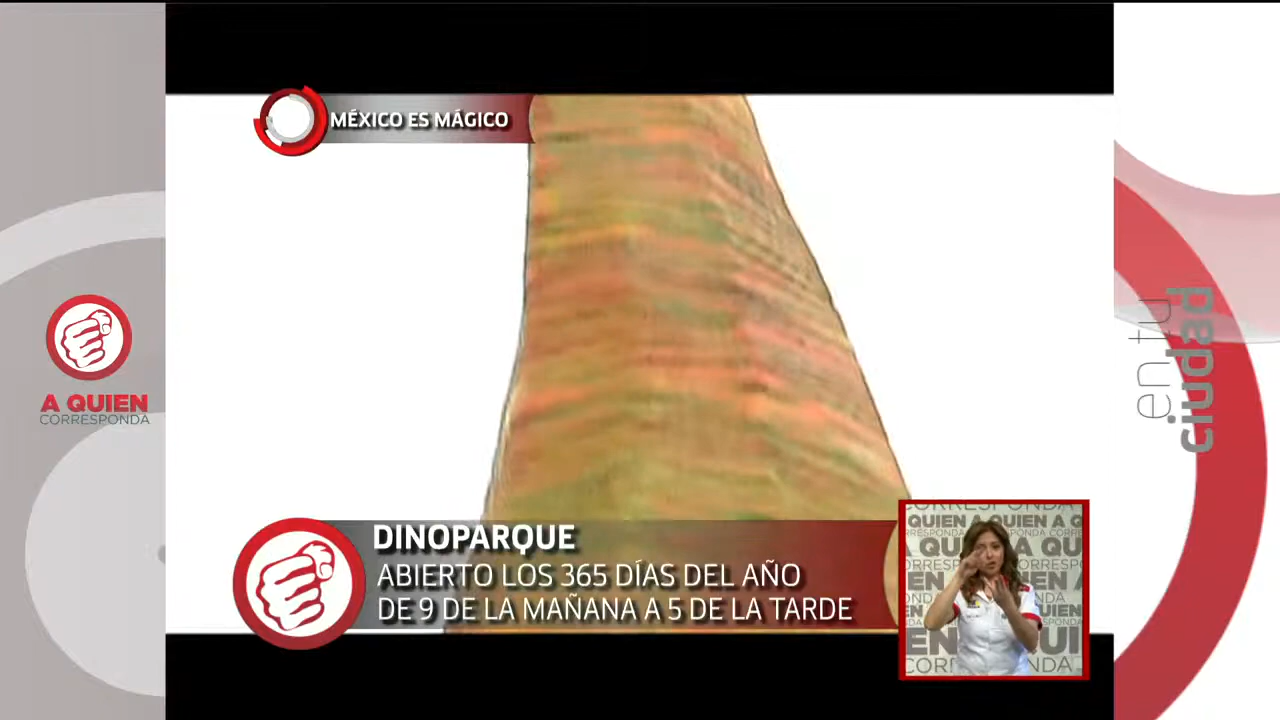 MÉXICO ES MÁGICO
A QUIEN
CORRESPONDA
en tu
ciudad
DINOPARQUE
ABIERTO LOS 365 DÍAS DEL AÑO
DE 9 DE LA MAÑANA A 5 DE LA TARDE